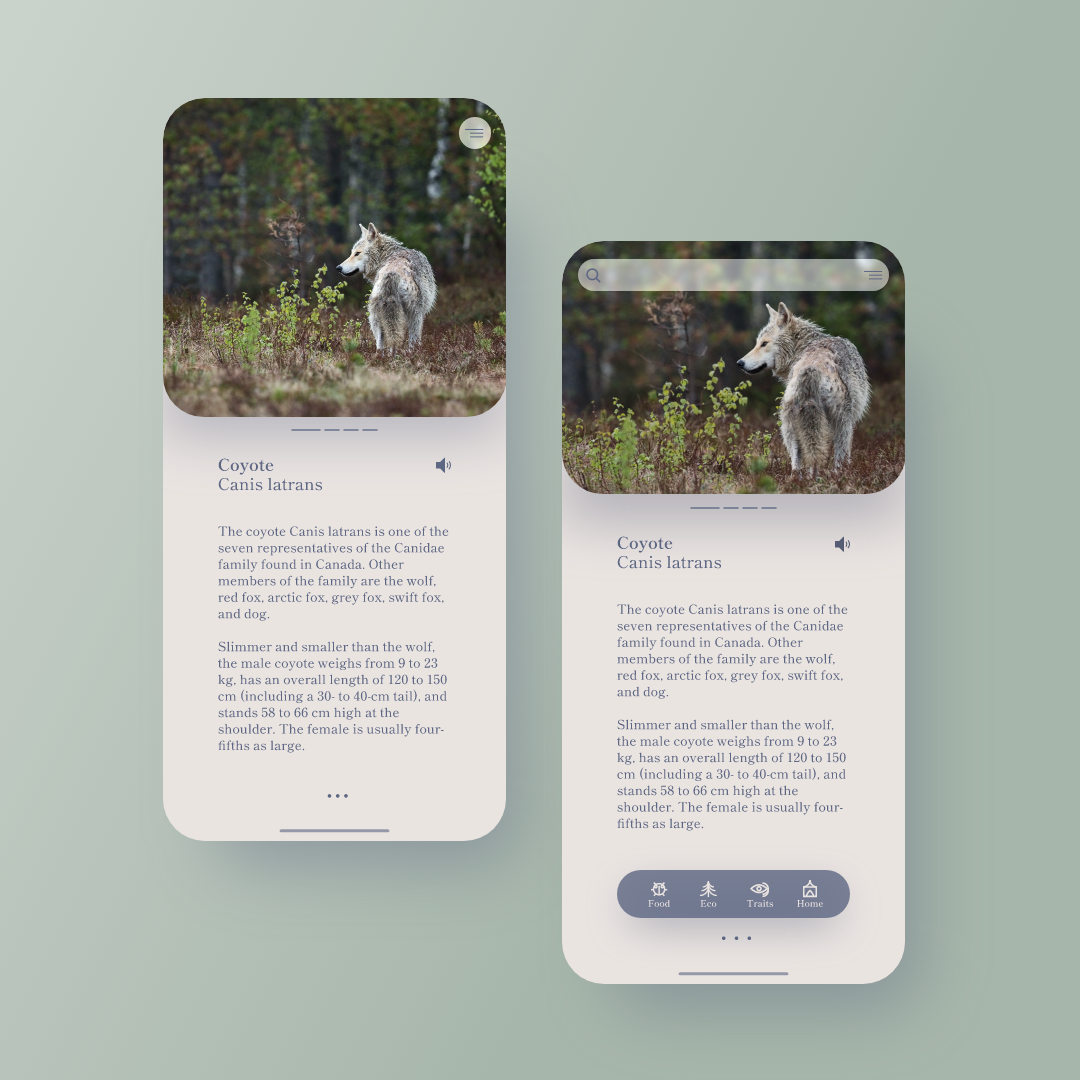 Coyote
Canis latrans
The coyote Canis latrans is one of the
seven representatives of the Canidae
family found in Canada. Other
members of the family are the wolf,
red fox, arctic fox, grey fox, swift fox,
and dog.
Slimmer and smaller than the wolf,
the male coyote weighs from 9 to 23
kg, has an overall length of 120 to 150
cm (including a 30- to 40-cm tail), and
stands 58 to 66 cm high at the
shoulder. The female is usually four-
fifths as large.
Coyote
Canis latrans
The coyote Canis latrans is one of the
seven representatives of the Canidae
family found in Canada. Other
members of the family are the wolf,
red fox, arctic fox, grey fox, swift fox,
and dog.
Slimmer and smaller than the wolf,
the male coyote weighs from 9 to 23
kg, has an overall length of 120 to 150
cm (including a 30- to 40-cm tail), and
stands 58 to 66 cm high at the
shoulder. The female is usually four-
fifths as large.
Food Eco Traits Home